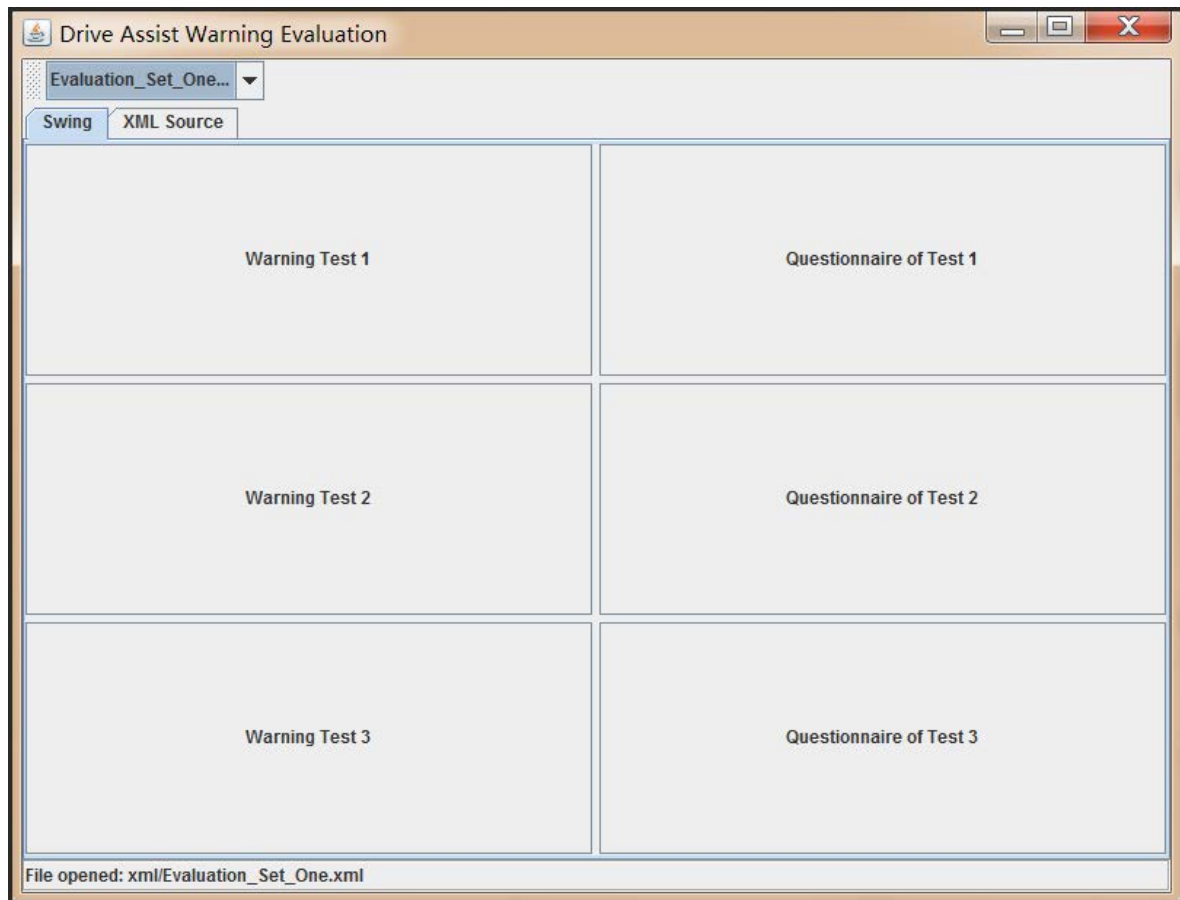 Drive Assist Warning Evaluation
Evaluation_Set_One...
Swing XML Source
Warning Test 1 Questionnaire of Test 1
Warning Test 2 Questionnaire of Test 2
Warning Test 3 Questionnaire of Test 3
File opened: xml/Evaluation_Set_One.xml